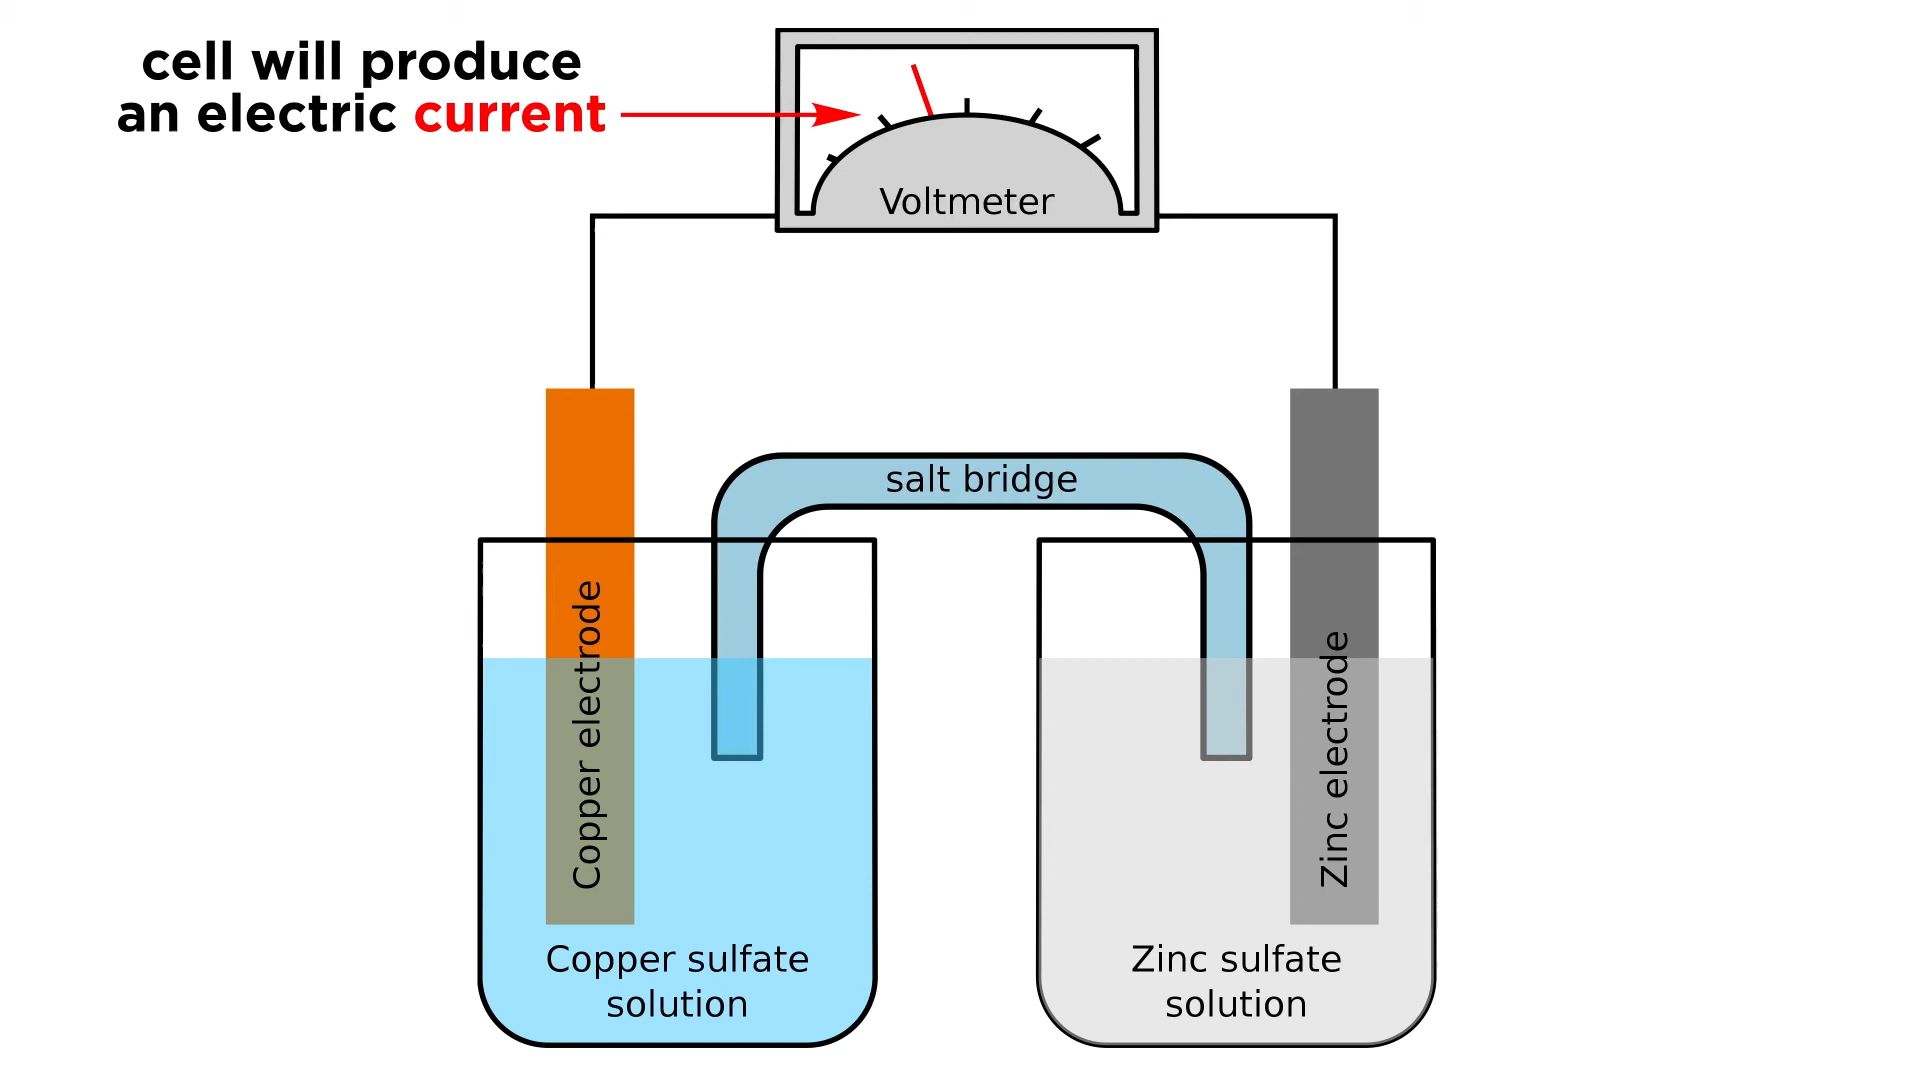 cell will produce
an electric current
Voltmeter
salt bridge
Copper electrode
Zinc electrode
Copper sulfate
solution
Zinc sulfate
solution